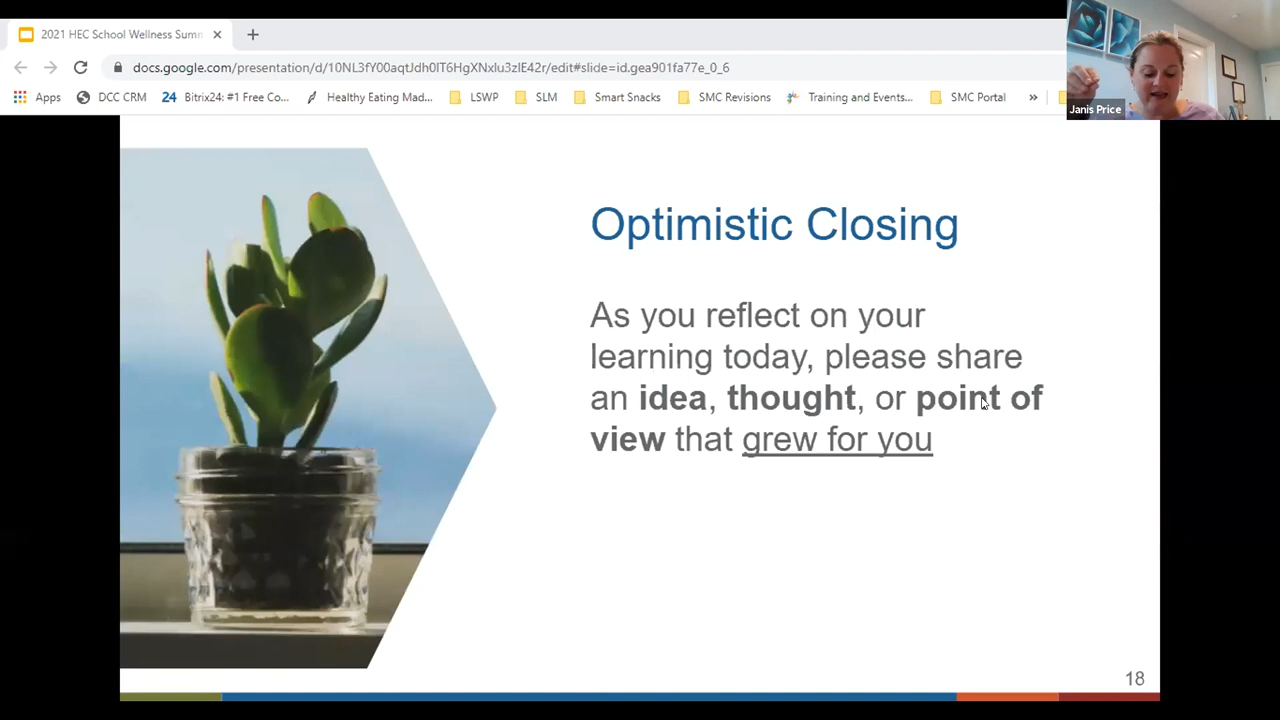 2021 HEC School Wellness Summ
docs.google.com/presentation/d/10NL3fY00aqtJdh0lT6HgXNxlu3zlE42r/edit#slide=id.gea901fa77e_0_6
Apps DCC CRM 24 Bitrix24: #1 Free Co... Healthy Eating Mad... LSWP SLM Smart Snacks SMC Revisions Training and Events... SMC Portal »
Janis Price
Optimistic Closing
As you reflect on your
learning today, please share
an idea, thought, or point of
view that grew for you
18